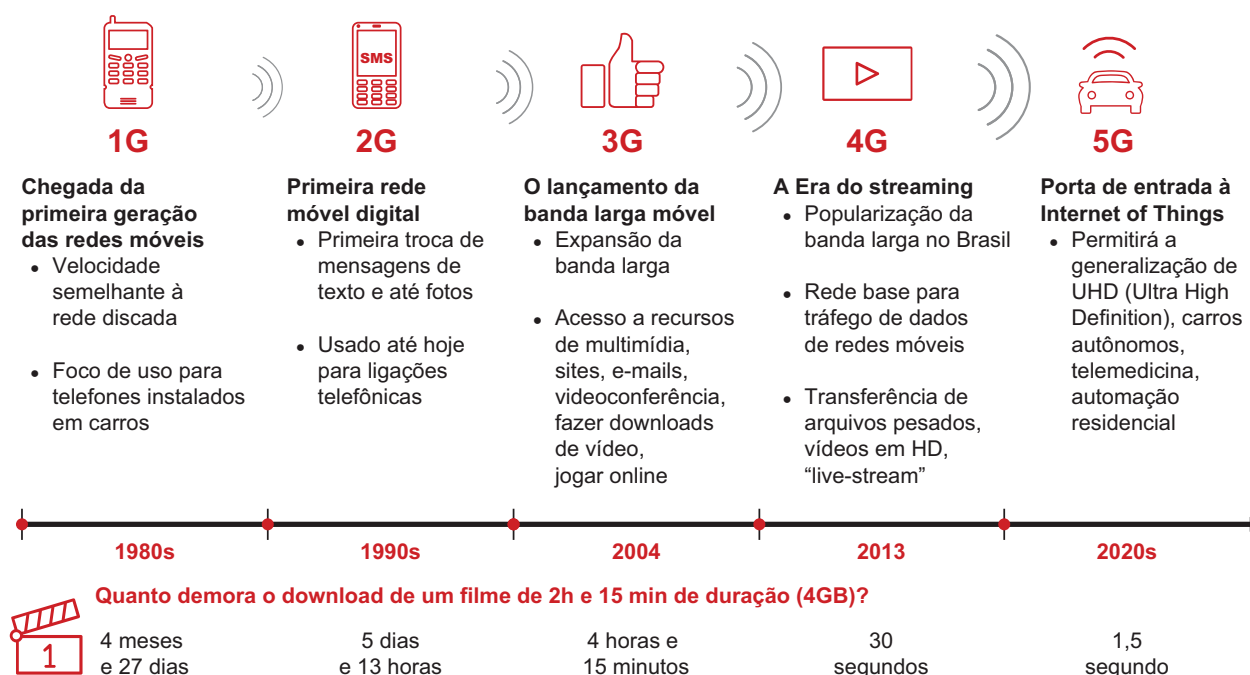 SMS
1G
Chegada da
primeira geração
das redes móveis
• Velocidade
semelhante à
rede discada
• Foco de uso para
telefones instalados
em carros
2G
Primeira rede
móvel digital
• Primeira troca de
mensagens de
texto e até fotos
• Usado até hoje
para ligações
telefônicas
3G
O lançamento da
banda larga móvel
• Expansão da
banda larga
• Acesso a recursos
de multimídia,
sites, e-mails,
videoconferência,
fazer downloads
de vídeo,
jogar online
4G
A Era do streaming
• Popularização da
banda larga no Brasil
• Rede base para
tráfego de dados
de redes móveis
• Transferência de
arquivos pesados,
vídeos em HD,
“live-stream”
5G
Porta de entrada à
Internet of Things
• Permitirá a
generalização de
UHD (Ultra High
Definition), carros
autônomos,
telemedicina,
automação
residencial
1980s
1990s
2004
2013
2020s
Quanto demora o download de um filme de 2h e 15 min de duração (4GB)?
1
4 meses
e 27 dias
5 dias
e 13 horas
4 horas e
15 minutos
30
segundos
1,5
segundo